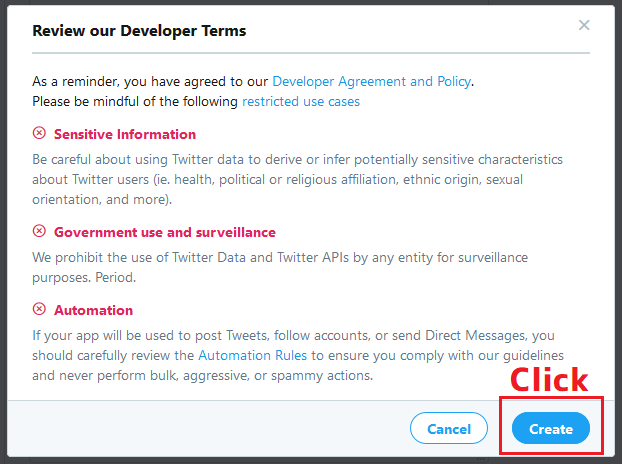 Review our Developer Terms
As a reminder, you have agreed to our Developer Agreement and Policy.
Please be mindful of the following restricted use cases
Sensitive Information
Be careful about using Twitter data to derive or infer potentially sensitive characteristics
about Twitter users (ie. health, political or religious affiliation, ethnic origin, sexual
orientation, and more).
Government use and surveillance
We prohibit the use of Twitter Data and Twitter APIs by any entity for surveillance
purposes. Period.
Automation
If your app will be used to post Tweets, follow accounts, or send Direct Messages, you
should carefully review the Automation Rules to ensure you comply with our guidelines
and never perform bulk, aggressive, or spammy actions.
Click
Cancel
Create